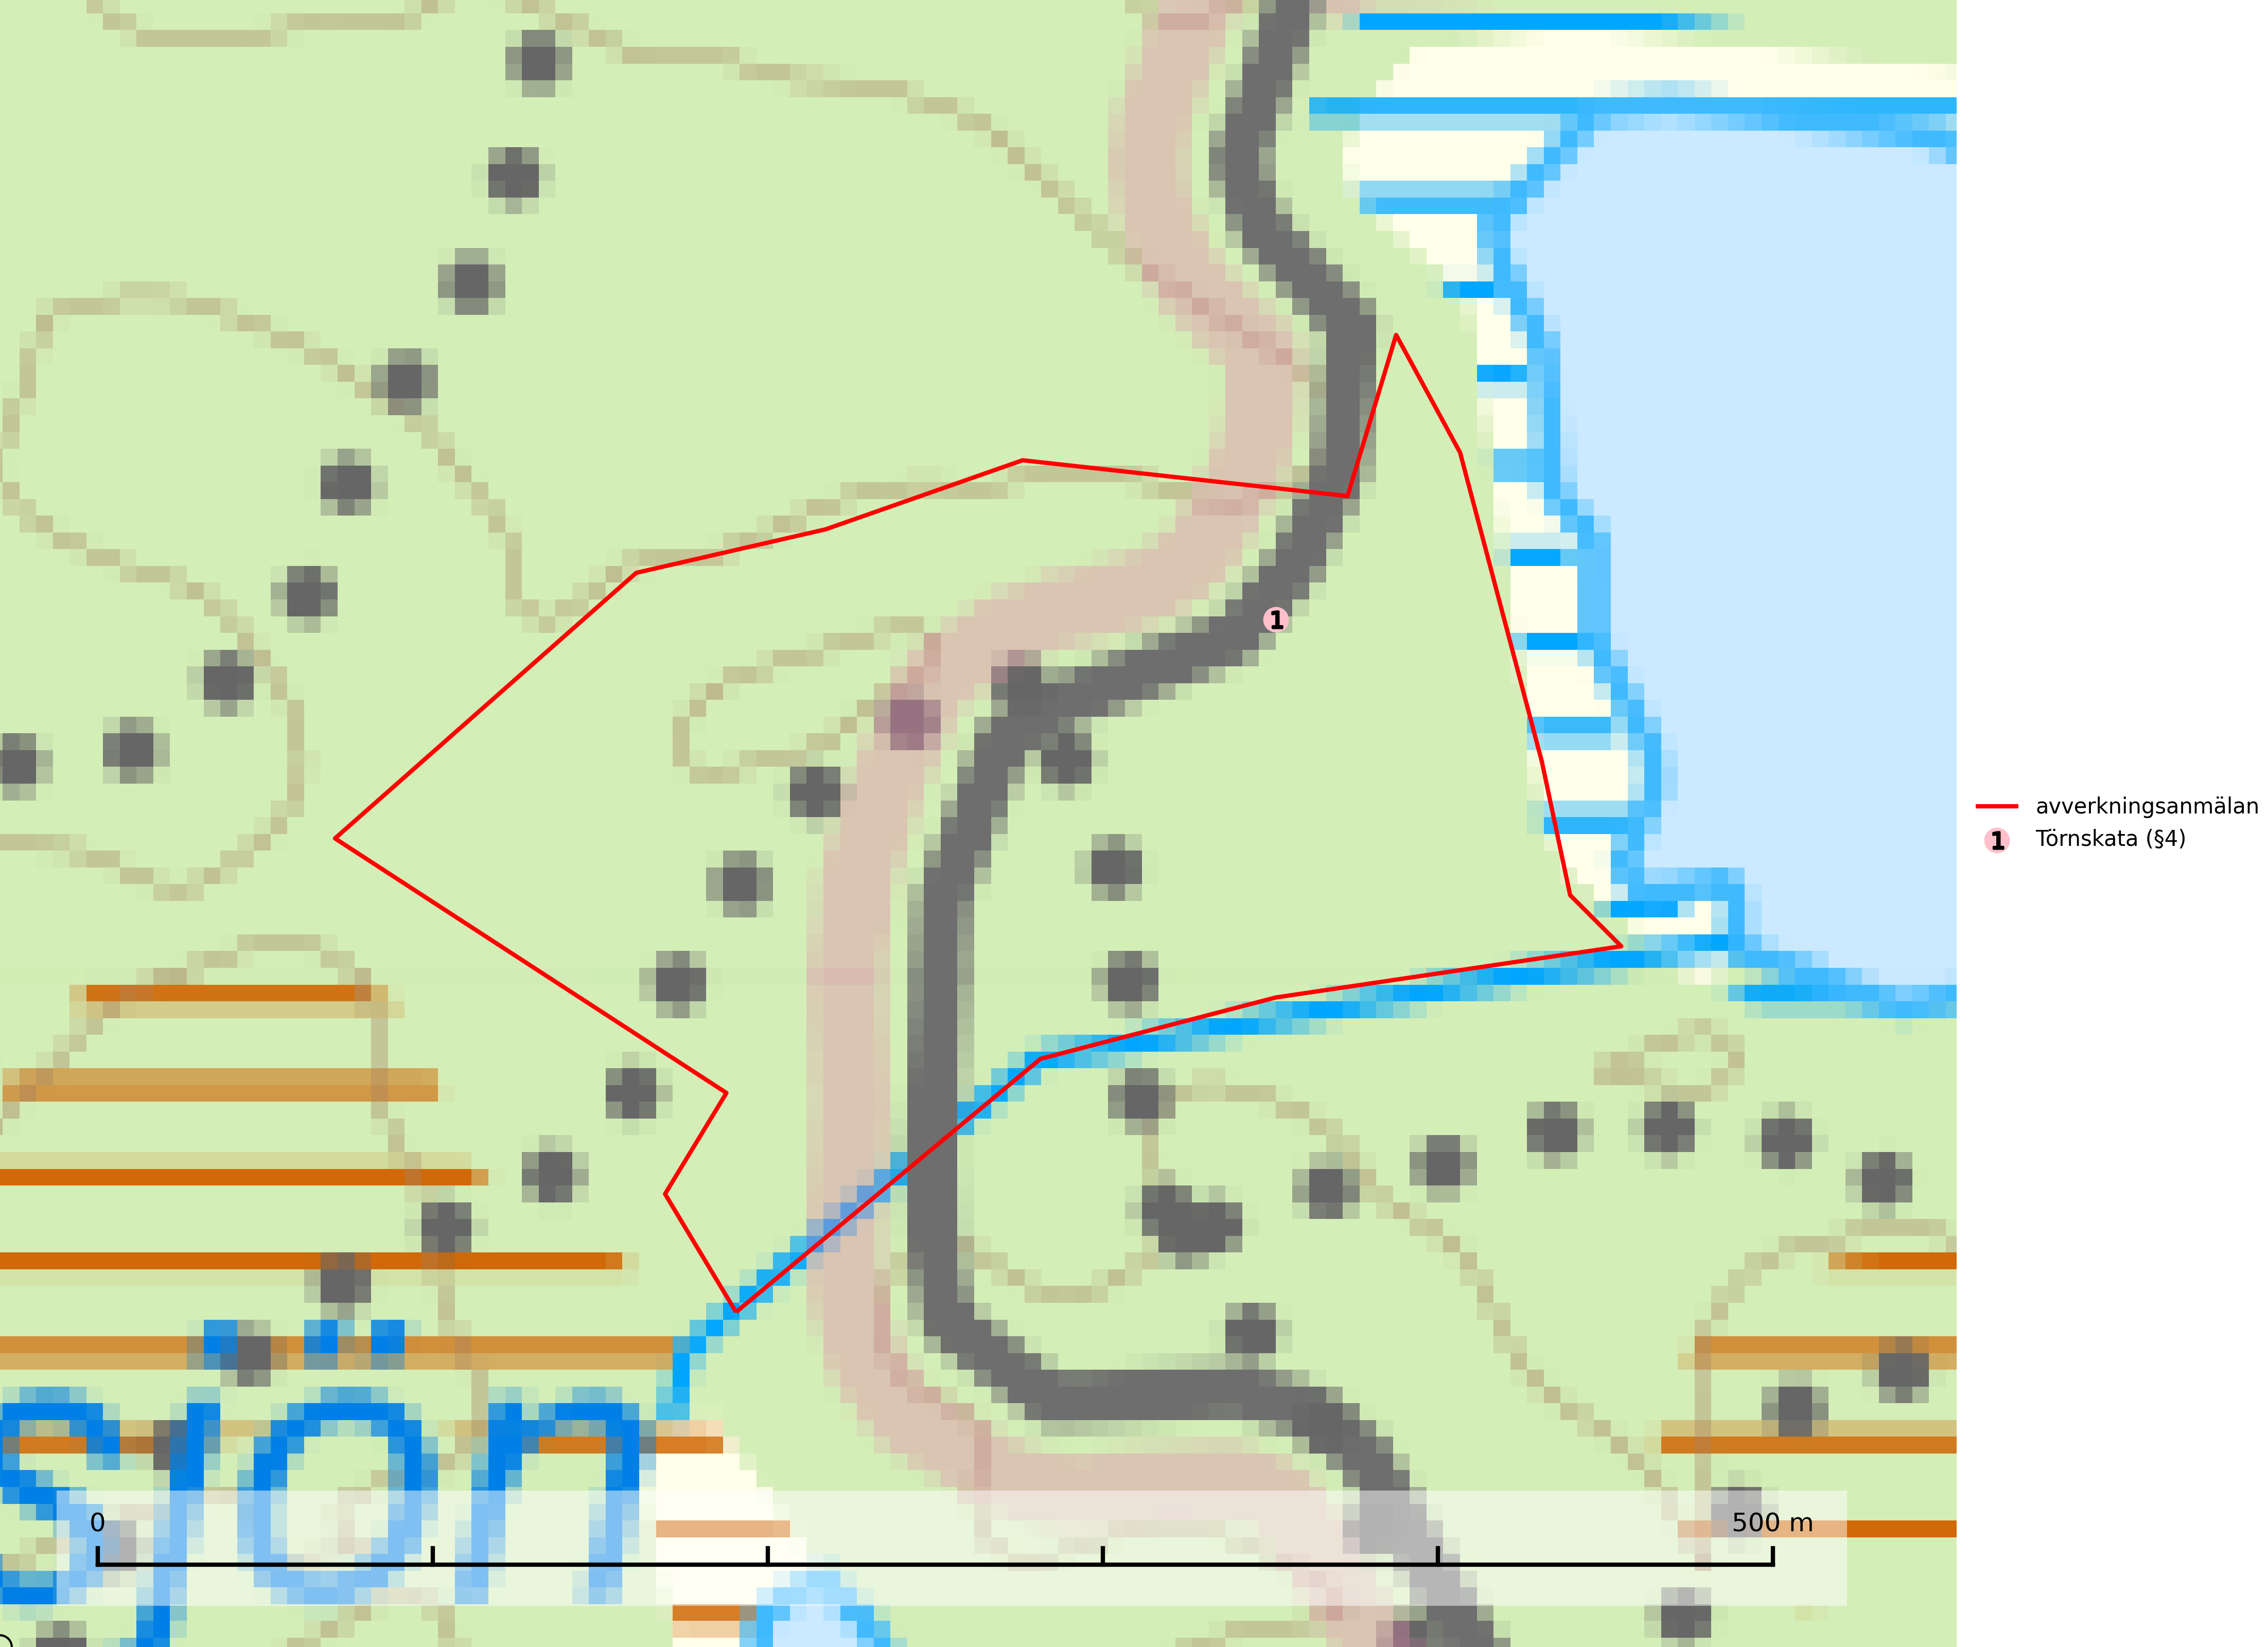 1
avverkningsanmälan
1 Törnskata (§4)
0 500 m